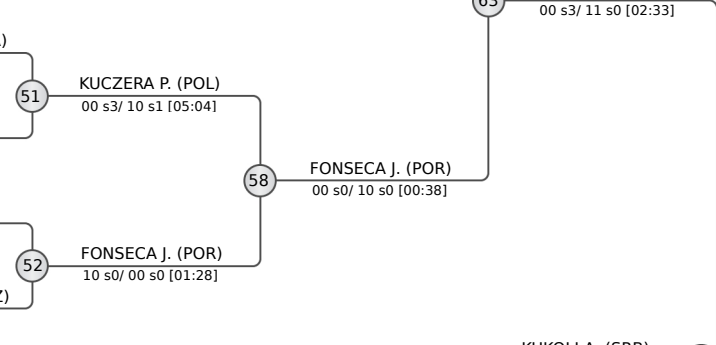 63
00 s3/ 11 s0 [02:33]
)
KUCZERA P. (POL)
51
00 s3/ 10 s1 [05:04]
FONSECA J. (POR)
58
00 s0/ 10 s0 [00:38]
FONSECA J. (POR)
52
10 s0/ 00 s0 [01:28]
Z)